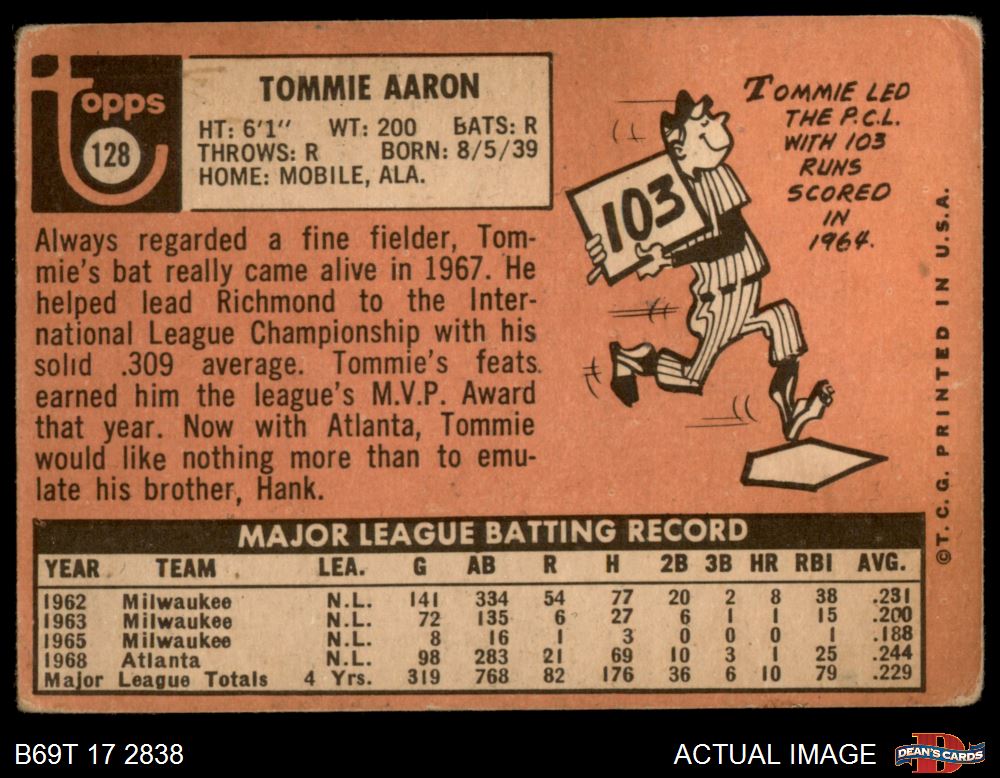 Topps
128
TOMMIE AARON
HT: 6'1" WT: 200 BATS: R
THROWS: R BORN: 8/5/39
HOME: MOBILE, ALA.
Always regarded a fine fielder, Tom-
mie's bat really came alive in 1967. He
helped lead Richmond to the Inter-
national League Championship with his
solid .309 average. Tommie's feats
earned him the league's M.V.P. Award
that year. Now with Atlanta, Tommie
would like nothing more than to emu-
late his brother, Hank.
TOMMIE LED
THE P.C.L.
WITH 103
RUNS
SCORED
IN
1964.
103
©T.C.G. PRINTED IN U.S.A.
MAJOR LEAGUE BATTING RECORD
YEAR TEAM LEA. G AB R H 2B 3B HR RBI AVG.
1962 Milwaukee N.L. 141 334 54 77 20 2 8 38 .231
1963 Milwaukee N.L. 72 135 6 27 6 1 1 15 .200
1965 Milwaukee N.L. 8 16 1 3 0 0 0 1 .188
1968 Atlanta N.L. 98 283 21 69 10 3 1 25 .244
Major League Totals 4 Yrs. 319 768 82 176 36 6 10 79 .229
B69T 17 2838
ACTUAL IMAGE
D
DEAN'S CARDS